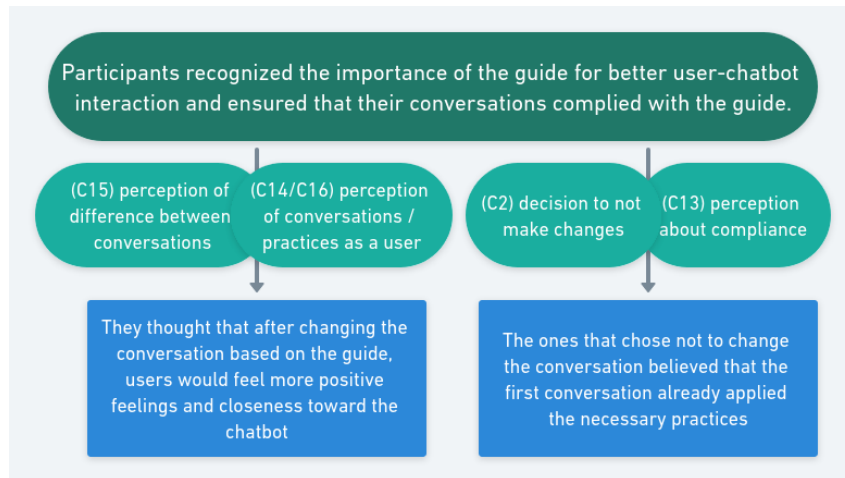 Participants recognized the importance of the guide for better user-chatbot
interaction and ensured that their conversations complied with the guide.
(C15) perception of
difference between
conversations
(C14/C16) perception
of conversations /
practices as a user
(C2) decision to not
make changes
(C13) perception
about compliance
They thought that after changing the
conversation based on the guide,
users would feel more positive
feelings and closeness toward the
chatbot
The ones that chose not to change
the conversation believed that the
first conversation already applied
the necessary practices